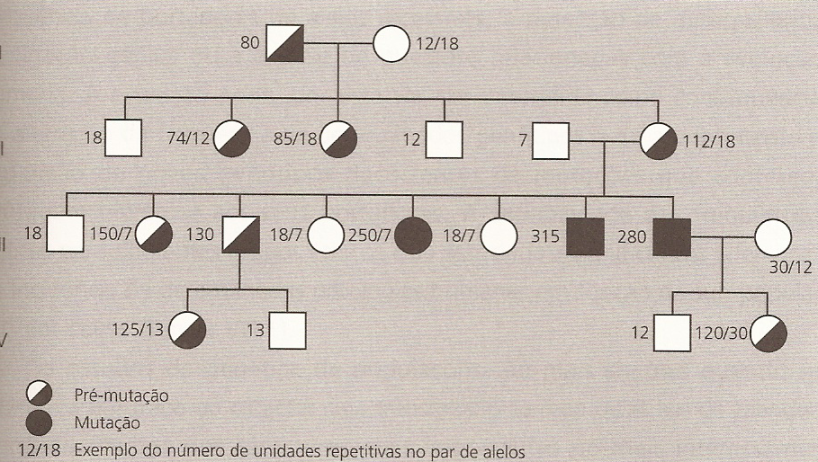 80 12/18
18 74/12 85/18 12 7 112/18
I
18 150/7 130 18/7 250/7 18/7 315 280 30/12
II
125/13 13 12 120/30
V
Pré-mutação
Mutação
12/18 Exemplo do número de unidades repetitivas no par de alelos